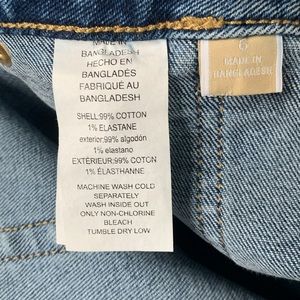 MADE IN
BANGLADESH
HECHO EN
BANGLADÉS
FABRIQUÉ AU
BANGLADESH
SHELL:99% COTTON
1% ELASTANE
exterior:99% algodón
1% elastano
EXTÉRIEUR:99% COTON
1% ÉLASTHANNE
MACHINE WASH COLD
SEPARATELY
WASH INSIDE OUT
ONLY NON-CHLORINE
BLEACH
TUMBLE DRY LOW
6
MADE IN
BANGLADESH